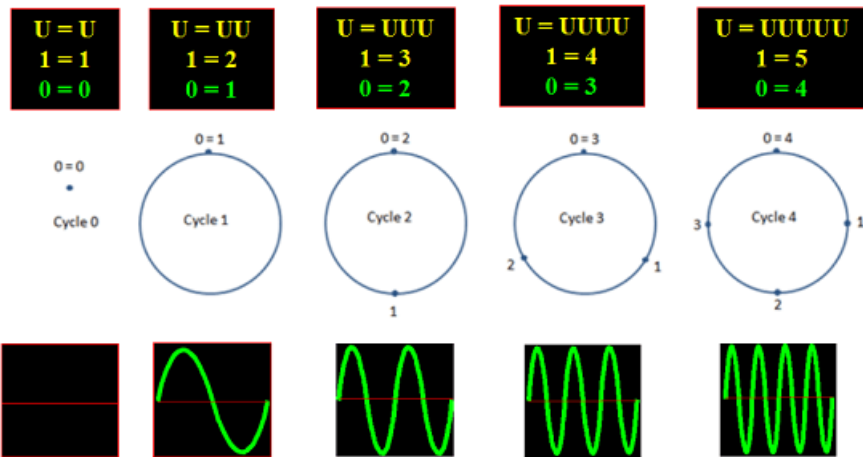 U = U
1 = 1
0 = 0
U = UU
1 = 2
0 = 1
U = UUU
1 = 3
0 = 2
U = UUUU
1 = 4
0 = 3
U = UUUUU
1 = 5
0 = 4
0 = 0
Cycle 0
0 = 1
Cycle 1
0 = 2
Cycle 2
1
0 = 3
Cycle 3
2
1
0 = 4
Cycle 4
3
1
2